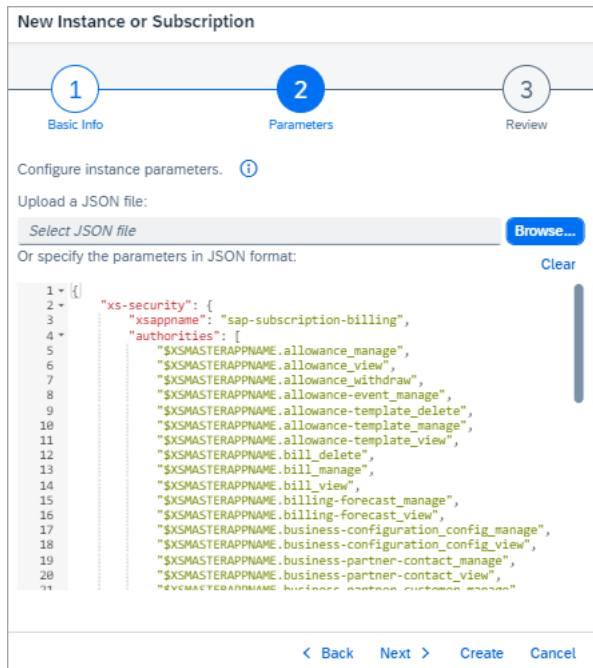 New Instance or Subscription
1
2
3
Basic Info
Parameters
Review
Configure instance parameters.
Upload a JSON file:
Select JSON file
Browse...
Or specify the parameters in JSON format:
Clear
1 {
2 "xs-security": {
3 "xsappname": "sap-subscription-billing",
4 "authorities": [
5 "$XSMASTERAPPNAME.allowance_manage",
6 "$XSMASTERAPPNAME.allowance_view",
7 "$XSMASTERAPPNAME.allowance_withdraw",
8 "$XSMASTERAPPNAME.allowance-event_manage",
9 "$XSMASTERAPPNAME.allowance-template_delete",
10 "$XSMASTERAPPNAME.allowance-template_manage",
11 "$XSMASTERAPPNAME.allowance-template_view",
12 "$XSMASTERAPPNAME.bill_delete",
13 "$XSMASTERAPPNAME.bill_manage",
14 "$XSMASTERAPPNAME.bill_view",
15 "$XSMASTERAPPNAME.billing-forecast_manage",
16 "$XSMASTERAPPNAME.billing-forecast_view",
17 "$XSMASTERAPPNAME.business-configuration_config_manage",
18 "$XSMASTERAPPNAME.business-configuration_config_view",
19 "$XSMASTERAPPNAME.business-partner-contact_manage",
20 "$XSMASTERAPPNAME.business-partner-contact_view",
21 "$XSMASTERAPPNAME.business-partner-customer_manage"
< Back Next > Create Cancel